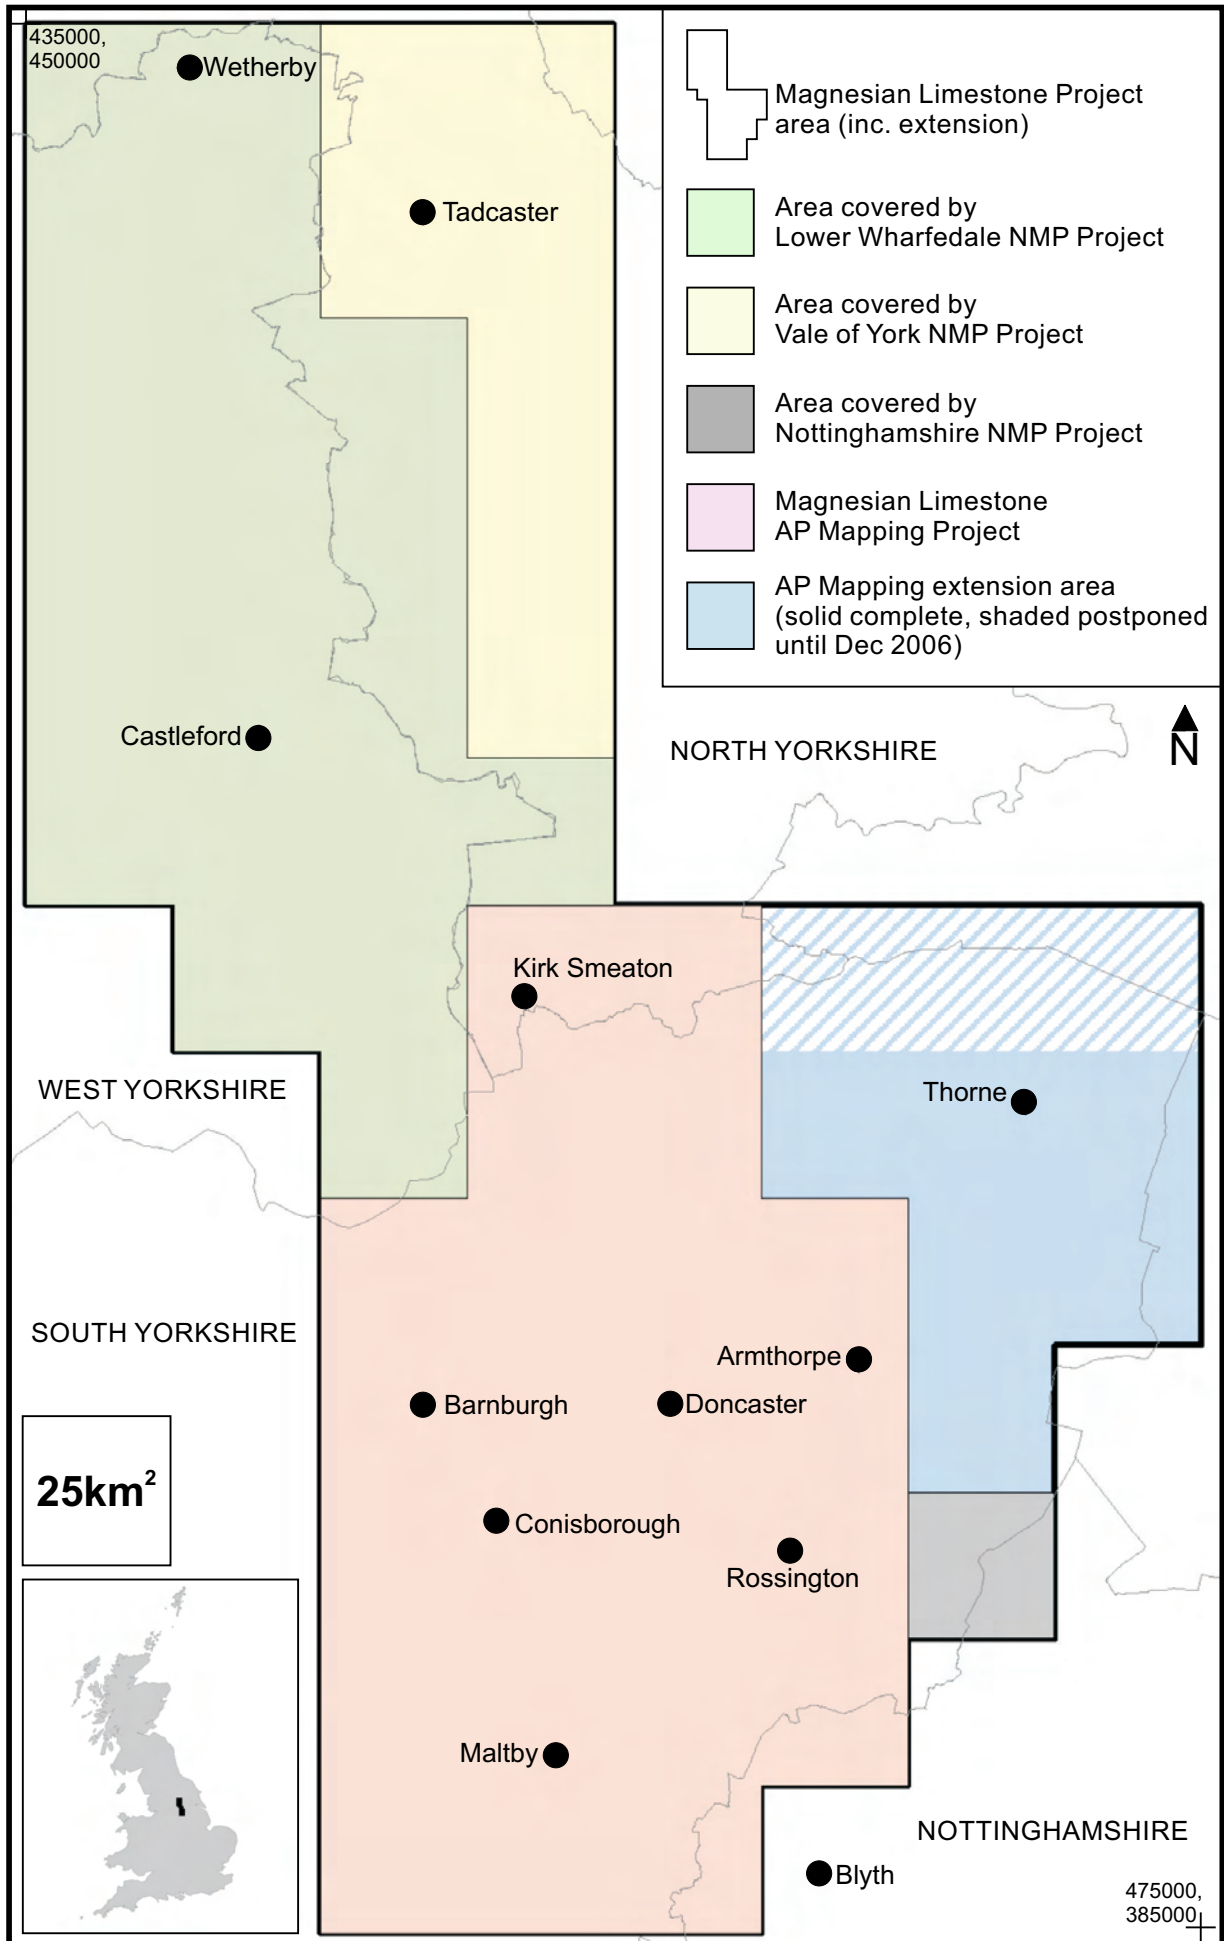 435000,
450000
Wetherby
Tadcaster
Magnesian Limestone Project
area (inc. extension)
Area covered by
Lower Wharfedale NMP Project
Area covered by
Vale of York NMP Project
Area covered by
Nottinghamshire NMP Project
Magnesian Limestone
AP Mapping Project
AP Mapping extension area
(solid complete, shaded postponed
until Dec 2006)
Castleford
NORTH YORKSHIRE
N
Kirk Smeaton
WEST YORKSHIRE
Thorne
SOUTH YORKSHIRE
Armthorpe
Barnburgh
Doncaster
25km²
Conisborough
Rossington
Maltby
NOTTINGHAMSHIRE
Blyth
475000,
385000